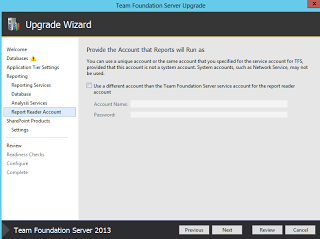 Team Foundation Server Upgrade
Upgrade Wizard
Welcome
Databases
Application Tier Settings
Reporting
Reporting Services
Database
Analysis Services
Report Reader Account
SharePoint Products
Settings
Review
Readiness Checks
Configure
Complete
Provide the Account that Reports will Run as
You can use a unique account or the same account that you specified for the service account for TFS,
provided that this account is not a system account. System accounts, such as Network Service, may
not be used.
Use a different account than the Team Foundation Server service account for the report reader
account
Account Name:
Password:
Team Foundation Server 2013
Previous
Next
Review
Cancel